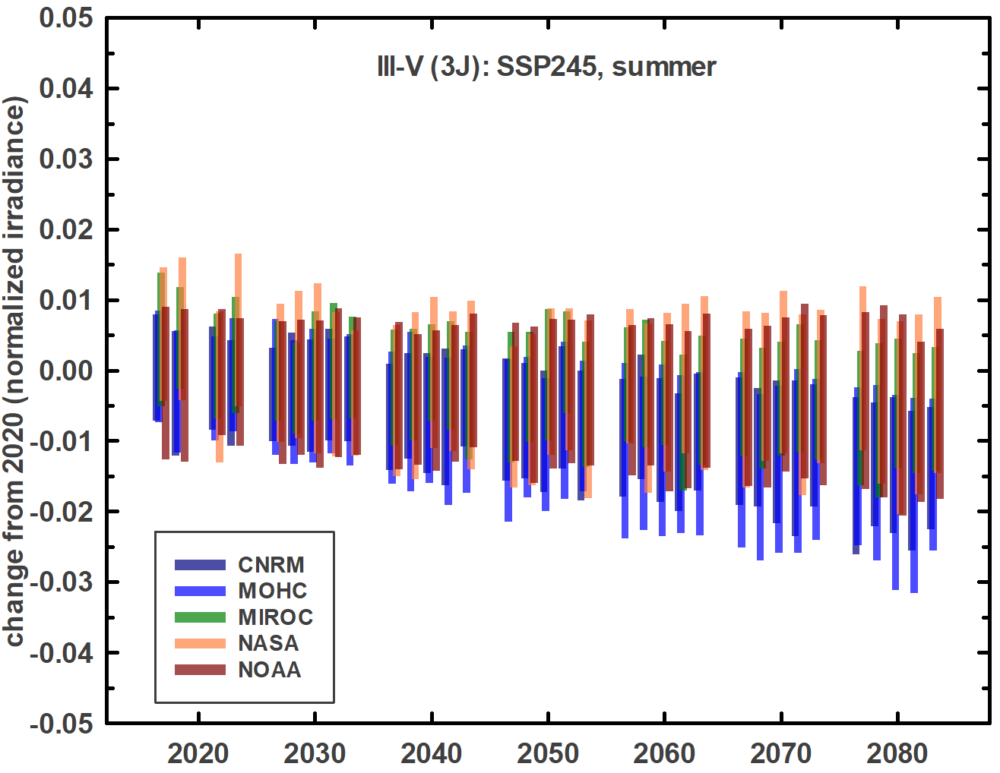 III-V (3J): SSP245, summer
change from 2020 (normalized irradiance)
0.05
0.04
0.03
0.02
0.01
0.00
-0.01
-0.02
-0.03
-0.04
-0.05
CNRM
MOHC
MIROC
NASA
NOAA
2020 2030 2040 2050 2060 2070 2080